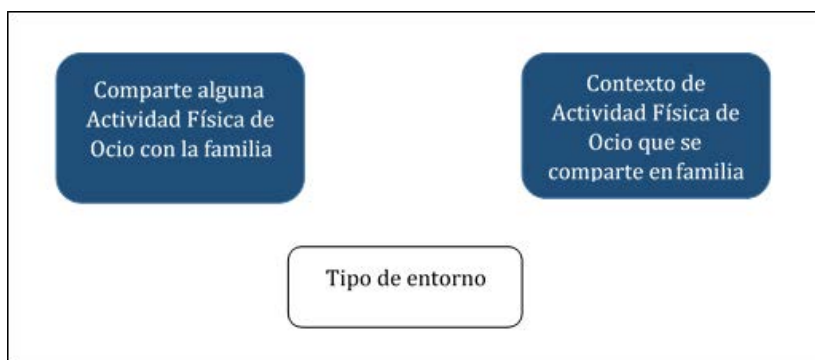 Comparte alguna
Actividad Física de
Ocio con la familia
Contexto de
Actividad Física de
Ocio que se
comparte en familia
Tipo de entorno